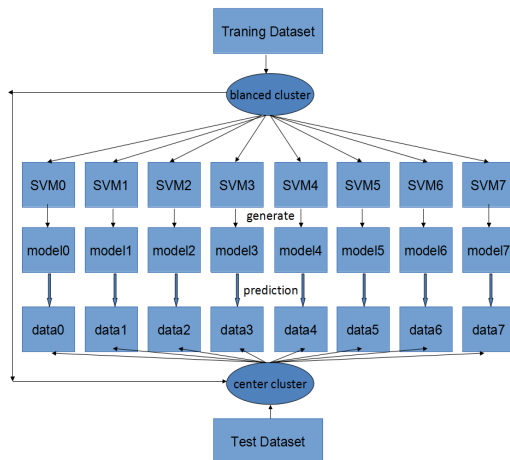 Traning Dataset
blanced cluster
SVM0 SVM1 SVM2 SVM3 SVM4 SVM5 SVM6 SVM7
generate
model0 model1 model2 model3 model4 model5 model6 model7
prediction
data0 data1 data2 data3 data4 data5 data6 data7
center cluster
Test Dataset